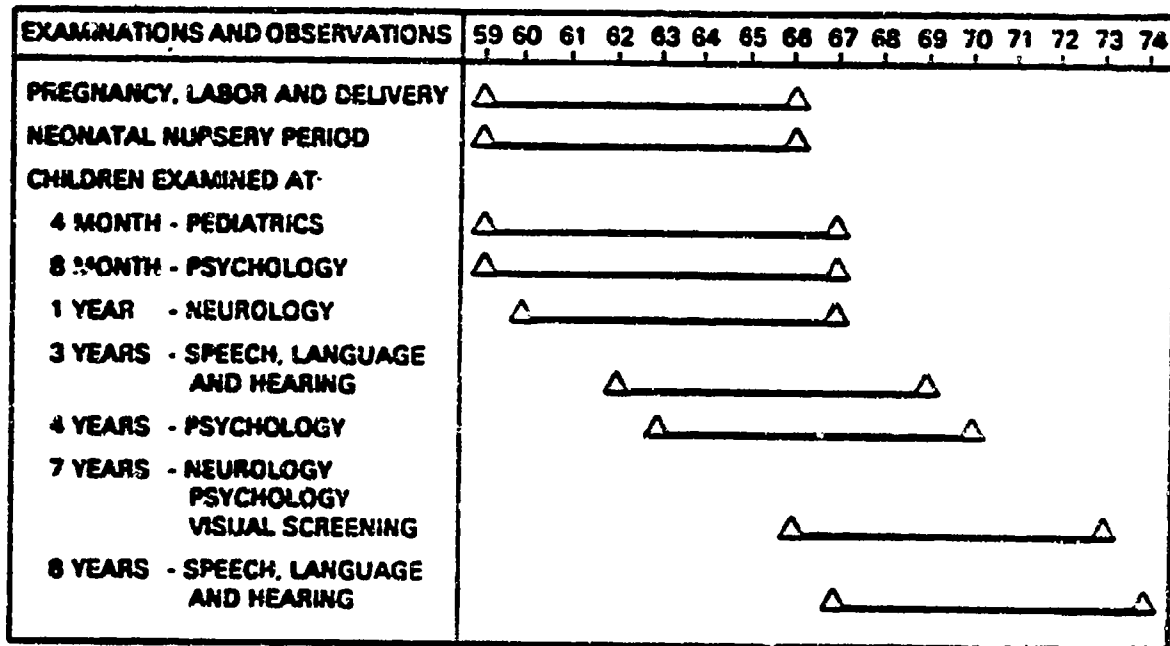 EXAMINATIONS AND OBSERVATIONS 59 60 61 62 63 64 65 66 67 68 69 70 71 72 73 74
PREGNANCY, LABOR AND DELIVERY
NEONATAL NURSERY PERIOD
CHILDREN EXAMINED AT:
4 MONTH - PEDIATRICS
8 MONTH - PSYCHOLOGY
1 YEAR - NEUROLOGY
3 YEARS - SPEECH, LANGUAGE
AND HEARING
4 YEARS - PSYCHOLOGY
7 YEARS - NEUROLOGY
PSYCHOLOGY
VISUAL SCREENING
8 YEARS - SPEECH, LANGUAGE
AND HEARING